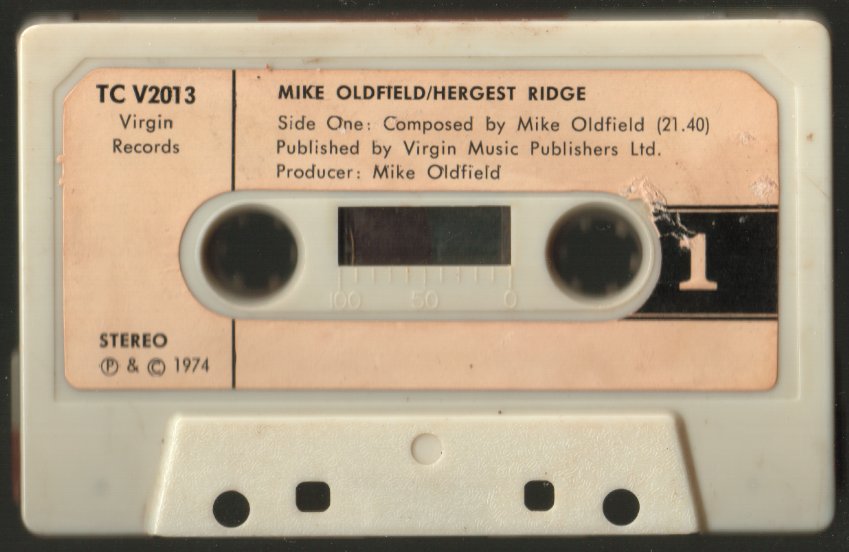 TC V2013
Virgin
Records
MIKE OLDFIELD/HERGEST RIDGE
Side One: Composed by Mike Oldfield (21.40)
Published by Virgin Music Publishers Ltd.
Producer: Mike Oldfield
1
100 50 0
STEREO
Ⓟ & © 1974